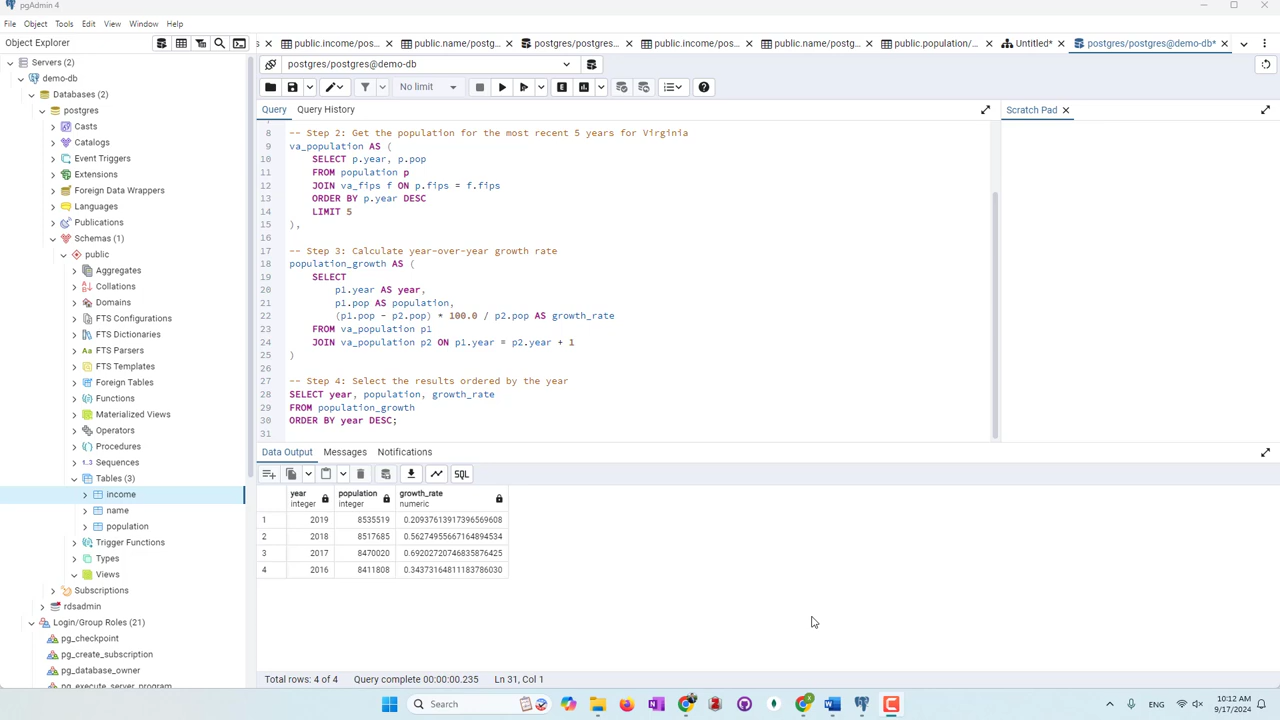 pgAdmin 4
File Object Tools Edit View Window Help
Object Explorer
public.income/pos... public.name/postg... postgres/postgres... public.income/pos... public.name/postg... public.population/... Untitled* postgres/postgres@demo-db*
postgres/postgres@demo-db
No limit
Query Query History
Scratch Pad
Servers (2)
demo-db
Databases (2)
postgres
Casts
Catalogs
Event Triggers
Extensions
Foreign Data Wrappers
Languages
Publications
Schemas (1)
public
Aggregates
Collations
Domains
FTS Configurations
FTS Dictionaries
FTS Parsers
FTS Templates
Foreign Tables
Functions
Materialized Views
Operators
Procedures
1..3 Sequences
Tables (3)
income
name
population
Trigger Functions
Types
Views
Subscriptions
rdsadmin
Login/Group Roles (21)
pg_checkpoint
pg_create_subscription
pg_database_owner
pg_execute_server_program
8 -- Step 2: Get the population for the most recent 5 years for Virginia
9 va_population AS (
10 SELECT p.year, p.pop
11 FROM population p
12 JOIN va_fips f ON p.fips = f.fips
13 ORDER BY p.year DESC
14 LIMIT 5
15 ),
16
17 -- Step 3: Calculate year-over-year growth rate
18 population_growth AS (
19 SELECT
20 p1.year AS year,
21 p1.pop AS population,
22 (p1.pop - p2.pop) * 100.0 / p2.pop AS growth_rate
23 FROM va_population p1
24 JOIN va_population p2 ON p1.year = p2.year + 1
25 )
26
27 -- Step 4: Select the results ordered by the year
28 SELECT year, population, growth_rate
29 FROM population_growth
30 ORDER BY year DESC;
31
Data Output Messages Notifications
SQL
year population growth_rate
integer integer numeric
1 2019 8535519 0.20937613917396569608
2 2018 8517685 0.56274955667164894534
3 2017 8470020 0.69202720746835876425
4 2016 8411808 0.34373164811183786030
Total rows: 4 of 4 Query complete 00:00:00.235 Ln 31, Col 1
Search
ENG
10:12 AM
9/17/2024